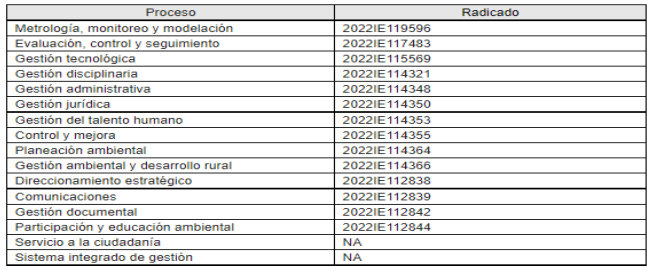 Proceso Radicado
Metrología, monitoreo y modelación 2022IE119596
Evaluación, control y seguimiento 2022IE117483
Gestión tecnológica 2022IE115569
Gestión disciplinaria 2022IE114321
Gestión administrativa 2022IE114348
Gestión jurídica 2022IE114350
Gestión del talento humano 2022IE114353
Control y mejora 2022IE114355
Planeación ambiental 2022IE114364
Gestión ambiental y desarrollo rural 2022IE114366
Direccionamiento estratégico 2022IE112838
Comunicaciones 2022IE112839
Gestión documental 2022IE112842
Participación y educación ambiental 2022IE112844
Servicio a la ciudadanía NA
Sistema integrado de gestión NA